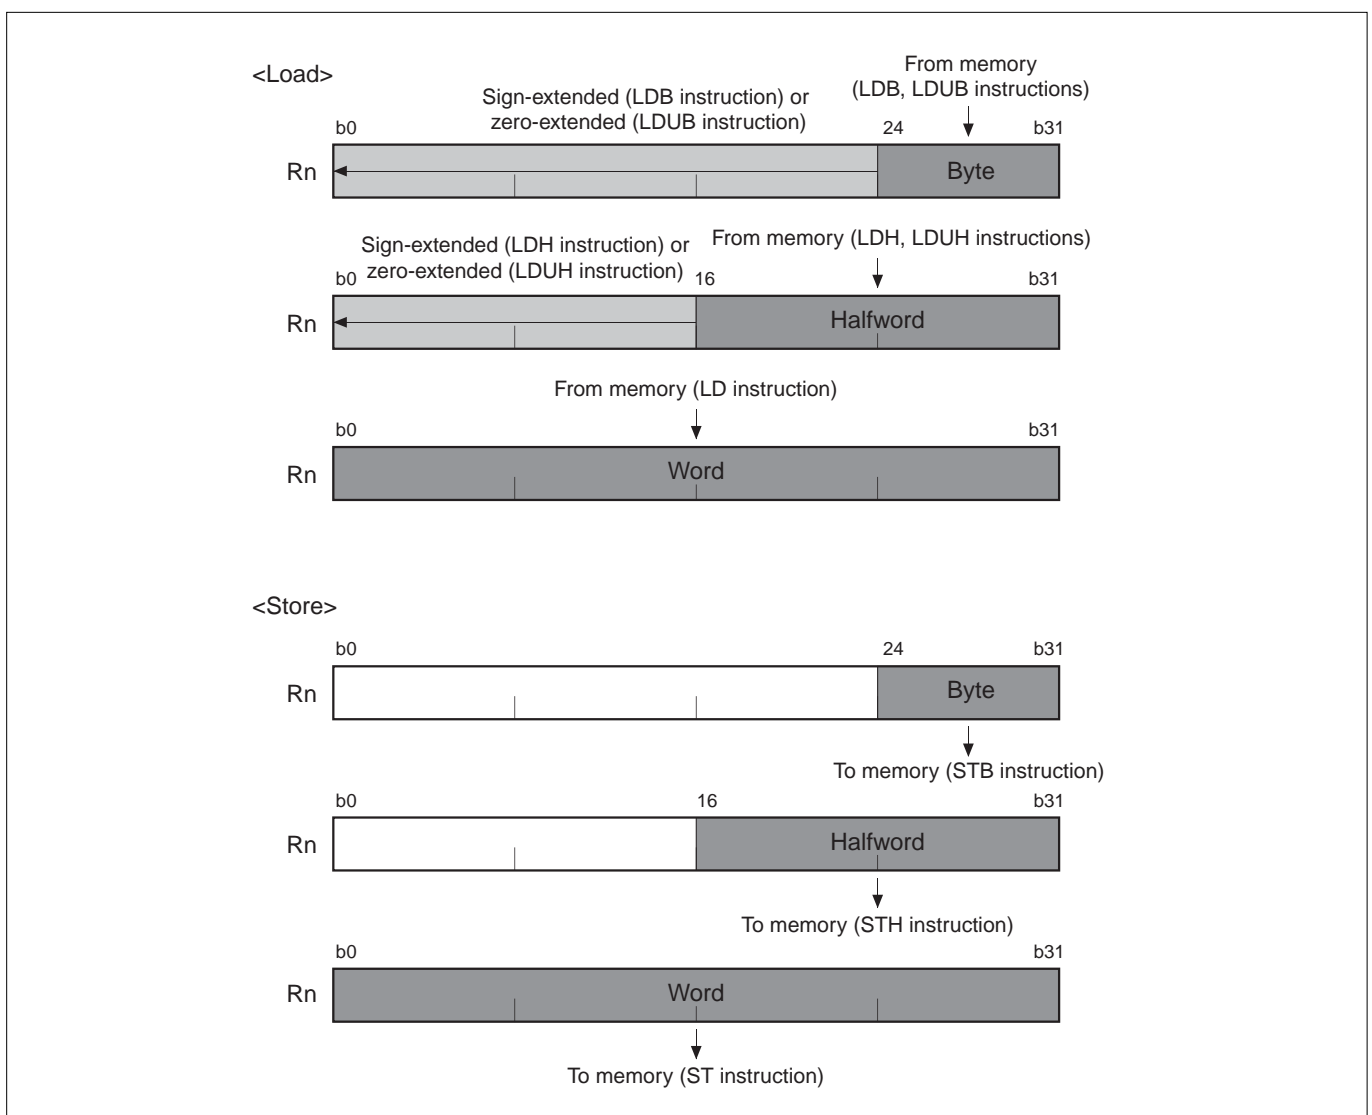 <Load>
From memory
(LDB, LDUB instructions)
Sign-extended (LDB instruction) or
zero-extended (LDUB instruction)
b0
24
b31
Rn
Byte
Sign-extended (LDH instruction) or
zero-extended (LDUH instruction)
From memory (LDH, LDUH instructions)
b0
16
b31
Rn
Halfword
From memory (LD instruction)
b0
b31
Rn
Word
<Store>
b0
24
b31
Rn
Byte
To memory (STB instruction)
b0
16
b31
Rn
Halfword
To memory (STH instruction)
b0
b31
Rn
Word
To memory (ST instruction)